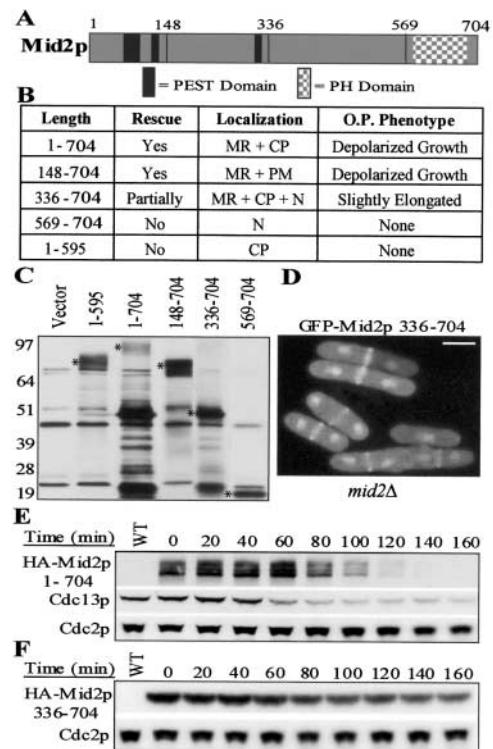 A
1 148 336 569 704
Mid2p
= PEST Domain = PH Domain
B
Length Rescue Localization O.P. Phenotype
1-704 Yes MR + CP Depolarized Growth
148-704 Yes MR + PM Depolarized Growth
336-704 Partially MR + CP + N Slightly Elongated
569-704 No N None
1-595 No CP None
C D
Vector 1-595 1-704 148-704 336-704 569-704
GFP-Mid2p 336-704
97
64
51
39
28
19
* * * * *
mid2Δ
E
Time (min) WT 0 20 40 60 80 100 120 140 160
HA-Mid2p
1-704
Cdc13p
Cdc2p
F
Time (min) WT 0 20 40 60 80 100 120 140 160
HA-Mid2p
336-704
Cdc2p